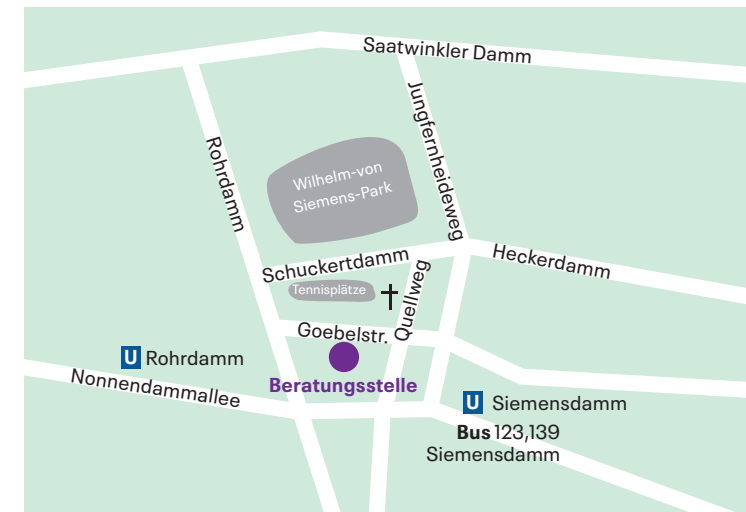 Saatwinkler Damm
Jungfernheideweg
Rohrdamm
Wilhelm-von
Siemens-Park
Schuckertdamm
Heckerdamm
Tennisplätze
Quellweg
Goebelstr.
U Rohrdamm
Beratungsstelle
Nonnendammallee
U Siemensdamm
Bus 123,139
Siemensdamm